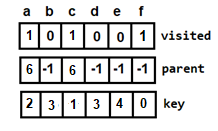 a b c d e f
1 0 1 0 0 1 visited
6 -1 6 -1 -1 -1 parent
2 3 1 3 4 0 key